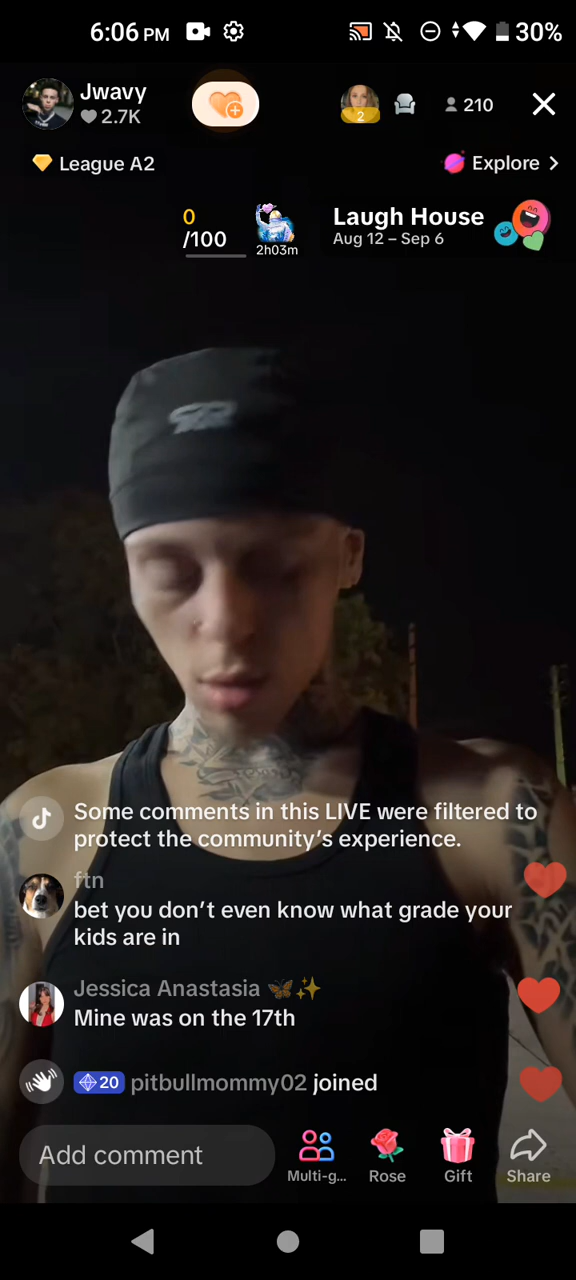 6:06 PM 30%
Jwavy
2.7K
2
210
League A2
Explore
0
/100
2h03m
Laugh House
Aug 12 – Sep 6
Some comments in this LIVE were filtered to
protect the community’s experience.
ftn
bet you don’t even know what grade your
kids are in
Jessica Anastasia 🦋✨
Mine was on the 17th
20 pitbullmommy02 joined
Add comment
Multi-g...
Rose
Gift
Share